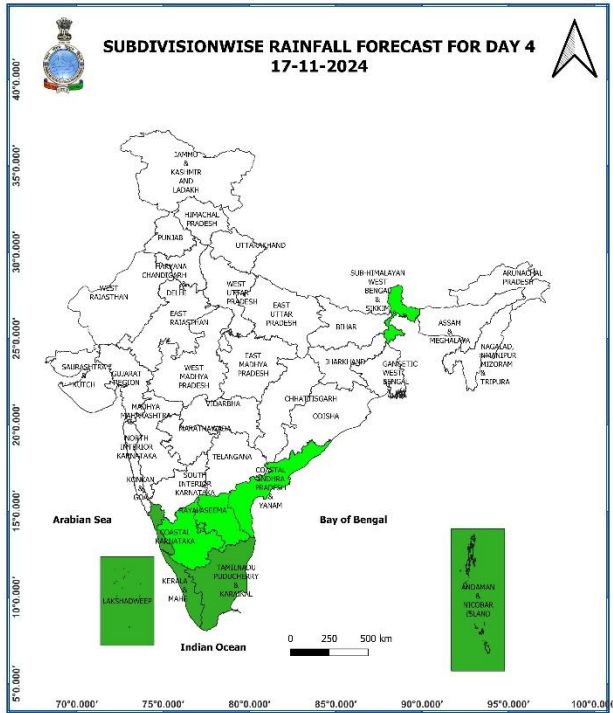 SUBDIVISIONWISE RAINFALL FORECAST FOR DAY 4
17-11-2024
40°0.000'
35°0.000'
30°0.000'
25°0.000'
20°0.000'
15°0.000'
10°0.000'
5°0.000'
JAMMO
&
KASHMIR
AND
LADAKH
HIMACHAL
PRADESH
PUNJAB
UTTARAKHAND
HARYANA
CHANDIGARH
&
DELHI
WEST
RAJASTHAN
WEST
UTTAR
PRADESH
EAST
RAJASTHAN
EAST
UTTAR
PRADESH
SUB-HIMALAYAN
WEST
BENGAL
&
SIKKIM
ARUNACHAL
PRADESH
BIHAR
ASSAM
&
MEGHALAYA
NAGALAD,
MIZORAM
&
TRIPURA
SAURASHTRA
&
KUTCH
GUJARAT
REGION
WEST
MADHYA
PRADESH
EAST
MADHYA
PRADESH
JHARKHAND
GANGETIC
WEST
BENGAL
CHHATISGARH
ODISHA
VIDARBHA
MADHYA
MAHARASHTRA
MARATHAWADA
NORTH
INTERIOR
KARNATAKA
TELANGANA
KONKAN
&
GOA
SOUTH
INTERIOR
KARNATAKA
COASTAL
ANDHRA
PRADESH
&
YANAM
RAYALASEEMA
COASTAL
KARNATAKA
Arabian Sea
Bay of Bengal
TAMILNADU
PUDUCHERRY
&
KARAIKAL
KERALA
&
MAHE
LAKSHADWEEP
ANDAMAN
&
NICOBAR
ISLAND
Indian Ocean
0 250 500 km
70°0.000' 75°0.000' 80°0.000' 85°0.000' 90°0.000' 95°0.000' 100°0.000'